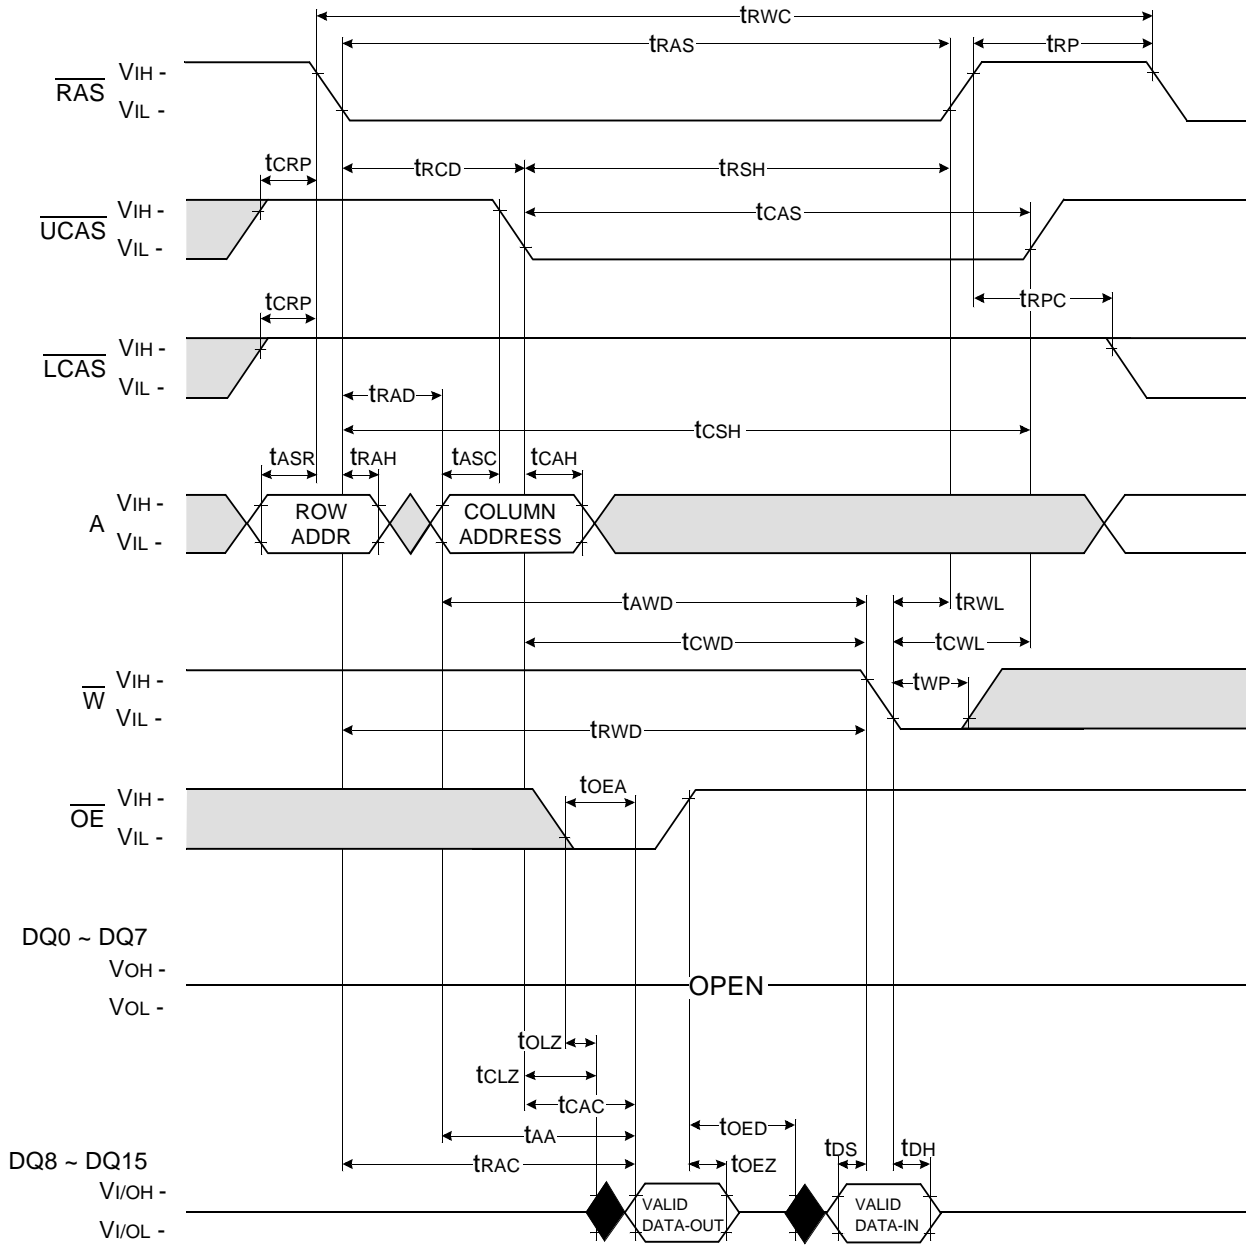 tRWC
tRAS
tRP
RAS
VIH -
VIL -
tCRP
tRCD
tRSH
UCAS
VIH -
VIL -
tCAS
tCRP
tRPC
LCAS
VIH -
VIL -
tRAD
tCSH
tASR
tRAH
tASC
tCAH
A
VIH -
VIL -
ROW
ADDR
COLUMN
ADDRESS
tAWD
tRWL
tCWD
tCWL
W
VIH -
VIL -
tWP
tRWD
OE
VIH -
VIL -
tOEA
DQ0 ~ DQ7
VOH -
VOL -
OPEN
tOLZ
tCLZ
tCAC
tAA
tOED
tRAC
tOEZ
tDS
tDH
DQ8 ~ DQ15
VI/OH -
VI/OL -
VALID
DATA-OUT
VALID
DATA-IN